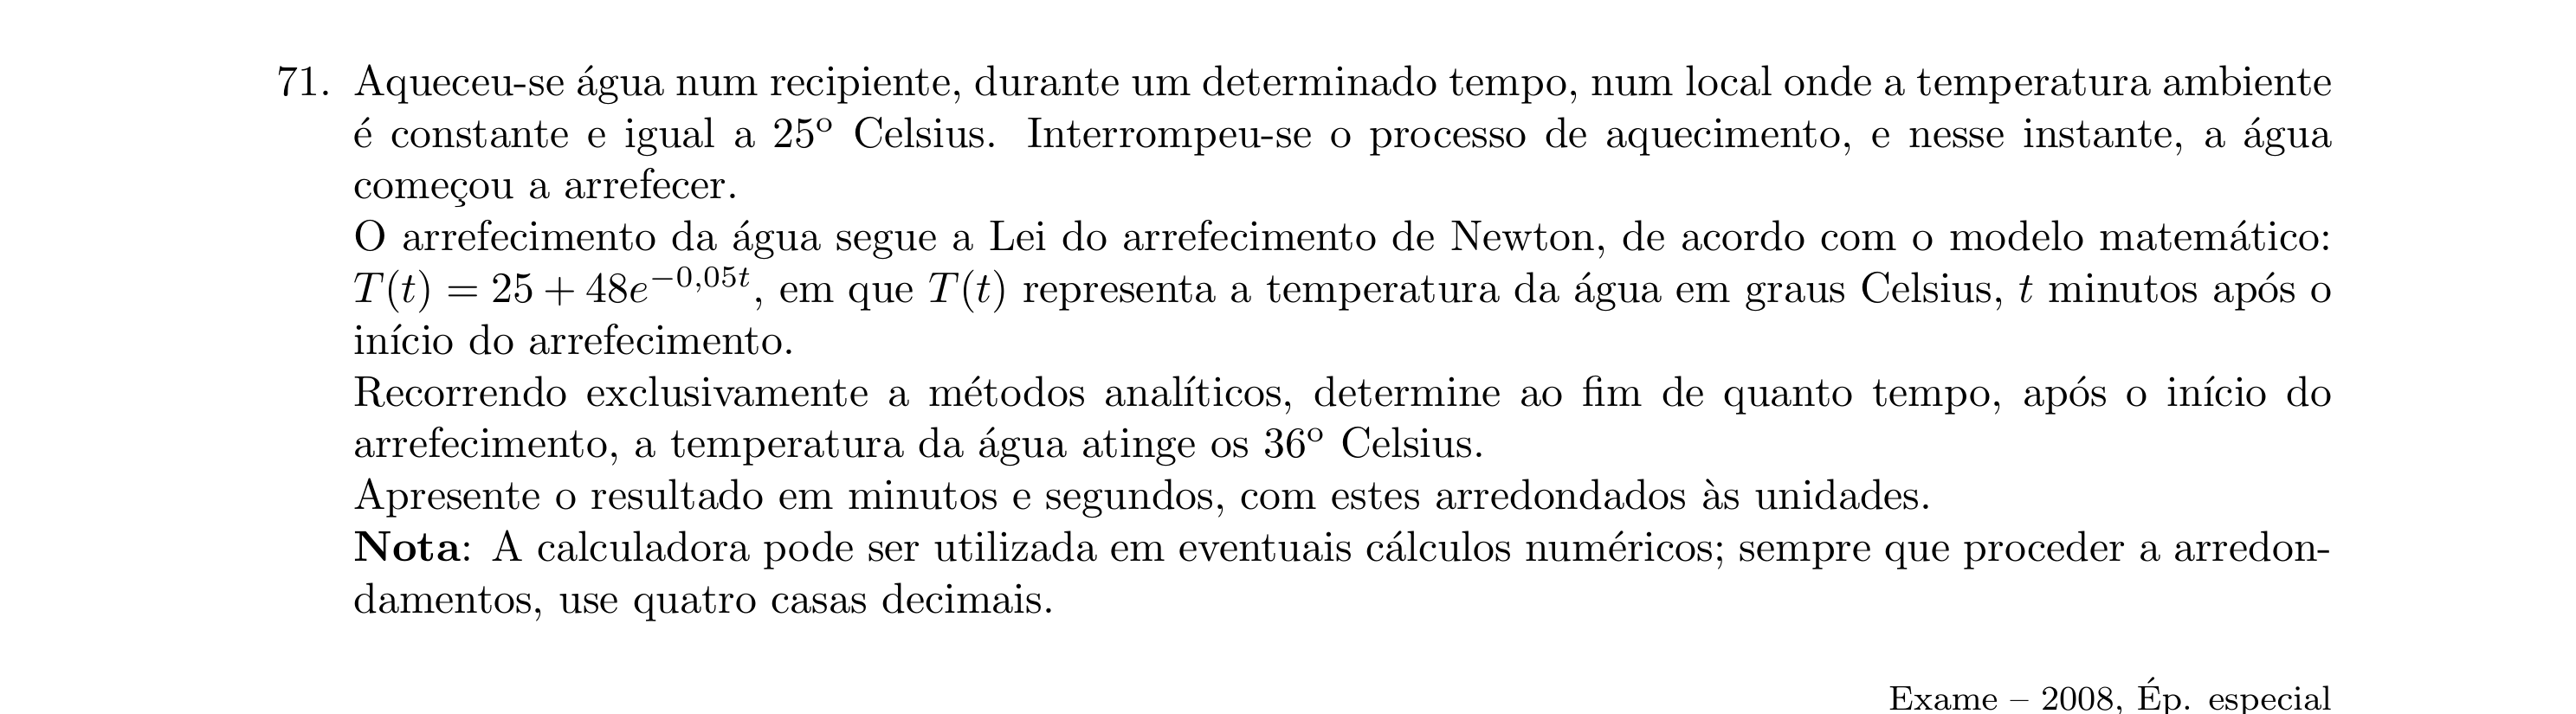 71. Aqueceu-se água num recipiente, durante um determinado tempo, num local onde a temperatura ambiente
é constante e igual a 25º Celsius. Interrompeu-se o processo de aquecimento, e nesse instante, a água
começou a arrefecer.
O arrefecimento da água segue a Lei do arrefecimento de Newton, de acordo com o modelo matemático:
$T(t) = 25 + 48e^{-0,05t}$, em que $T(t)$ representa a temperatura da água em graus Celsius, $t$ minutos após o
início do arrefecimento.
Recorrendo exclusivamente a métodos analíticos, determine ao fim de quanto tempo, após o início do
arrefecimento, a temperatura da água atinge os 36º Celsius.
Apresente o resultado em minutos e segundos, com estes arredondados às unidades.
Nota: A calculadora pode ser utilizada em eventuais cálculos numéricos; sempre que proceder a arredon-
damentos, use quatro casas decimais.
Exame – 2008, Ép. especial